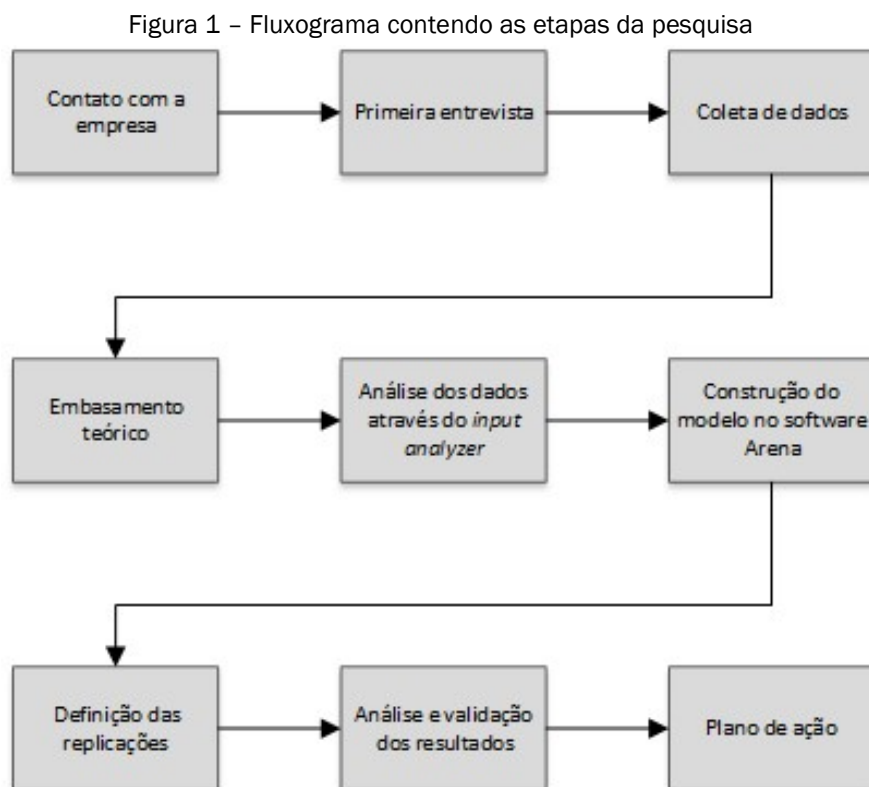 Figura 1 – Fluxograma contendo as etapas da pesquisa
Contato com a
empresa
Primeira entrevista
Coleta de dados
Embasamento
teórico
Análise dos dados
através do input
analyzer
Construção do
modelo no software
Arena
Definição das
replicações
Análise e validação
dos resultados
Plano de ação